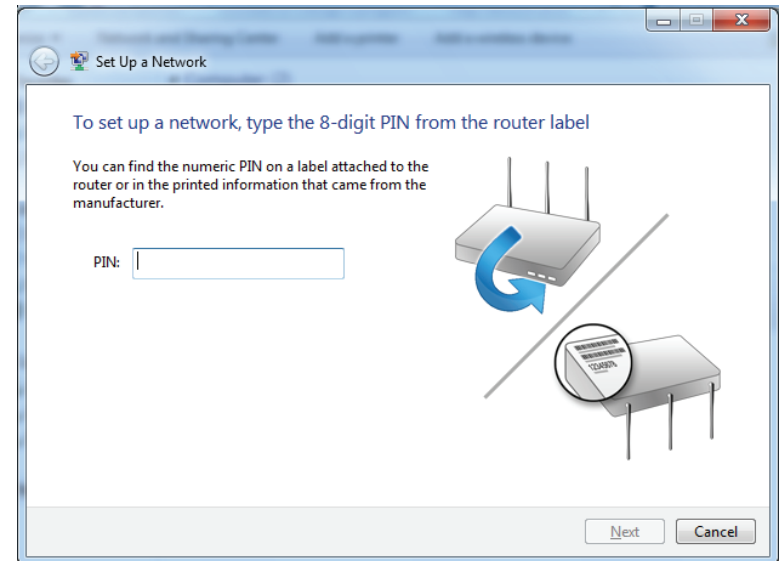 Set Up a Network
To set up a network, type the 8-digit PIN from the router label
You can find the numeric PIN on a label attached to the
router or in the printed information that came from the
manufacturer.
PIN:
12345678
Next
Cancel